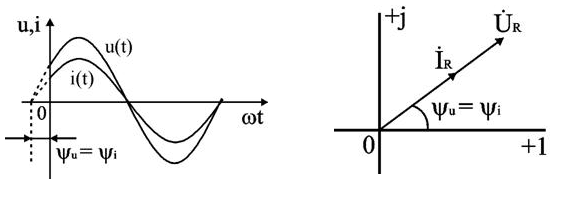 u,i
u(t)
i(t)
0
ωt
ψu = ψi
+j
U̇R
İR
ψu = ψi
0
+1